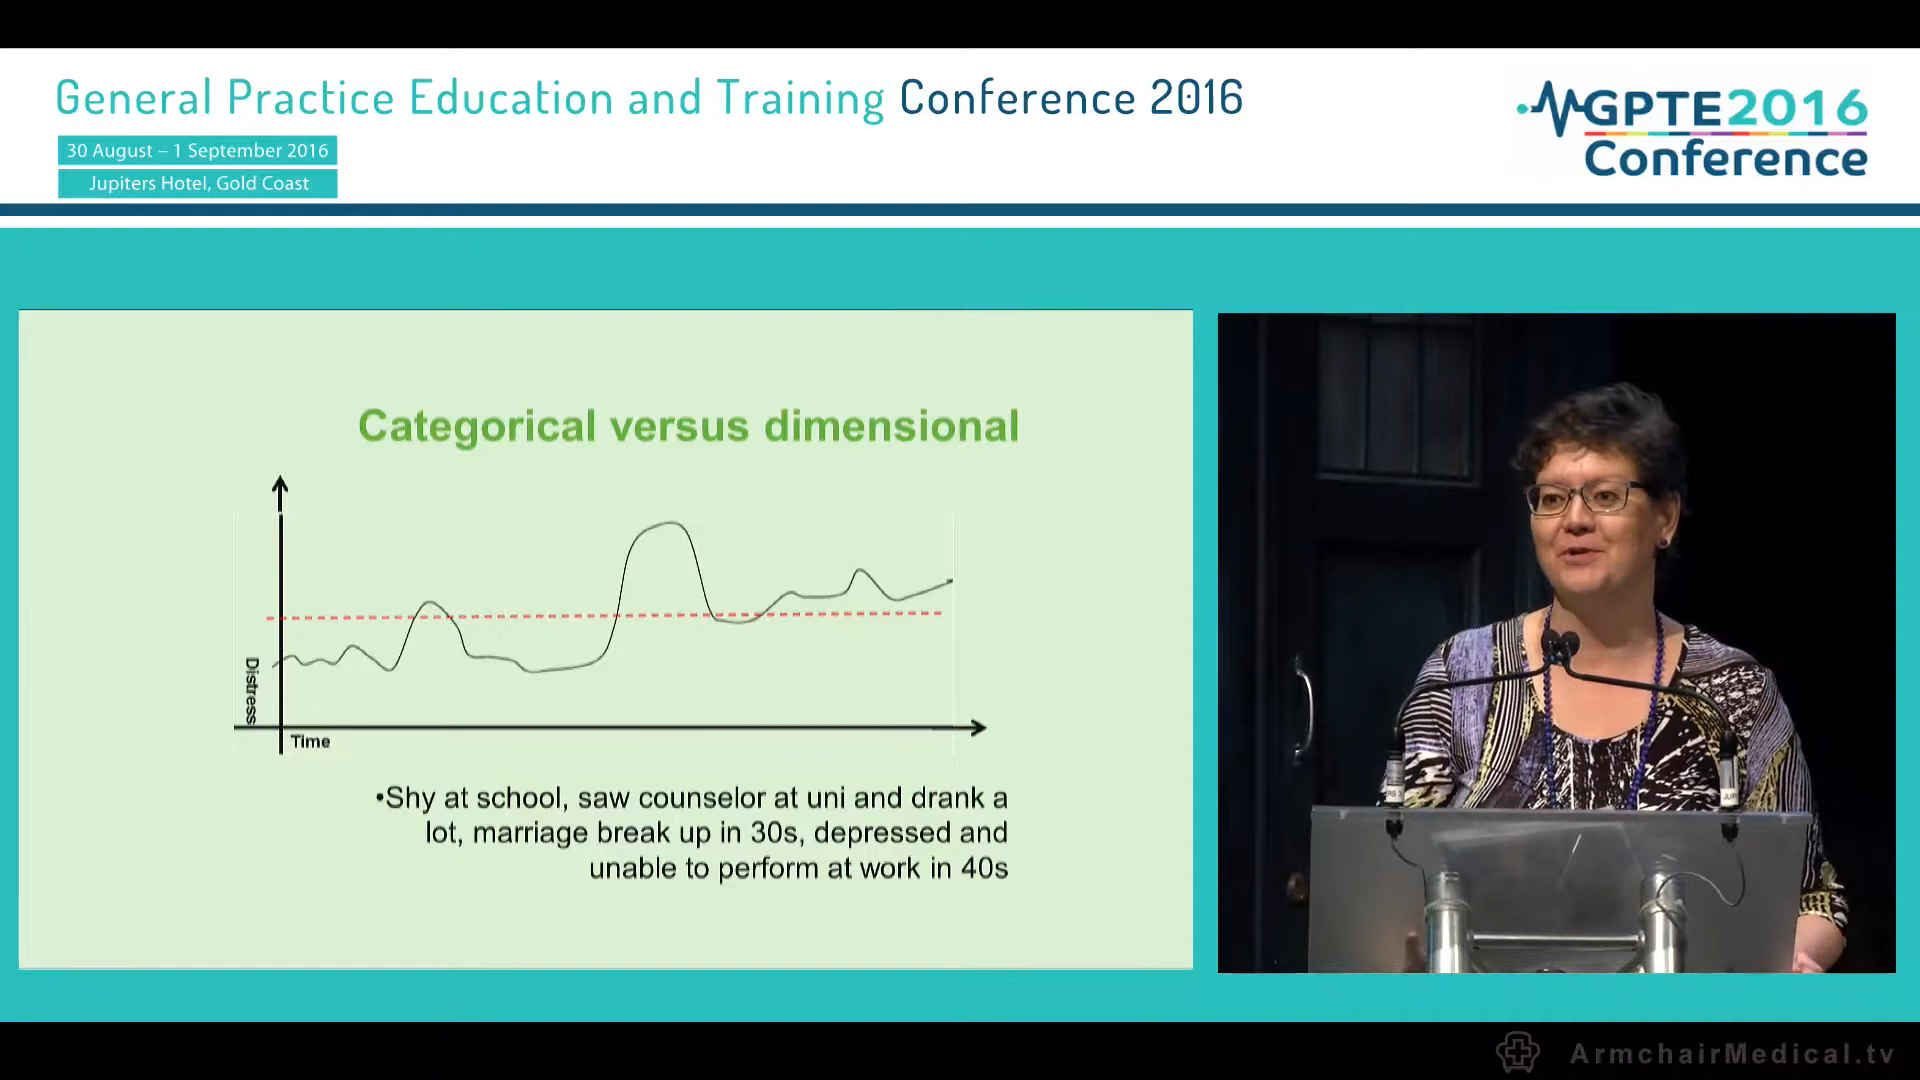 General Practice Education and Training Conference 2016
30 August – 1 September 2016
Jupiters Hotel, Gold Coast
GPTE2016
Conference
Categorical versus dimensional
Distress
Time
•Shy at school, saw counselor at uni and drank a
lot, marriage break up in 30s, depressed and
unable to perform at work in 40s
ArmchairMedical.tv